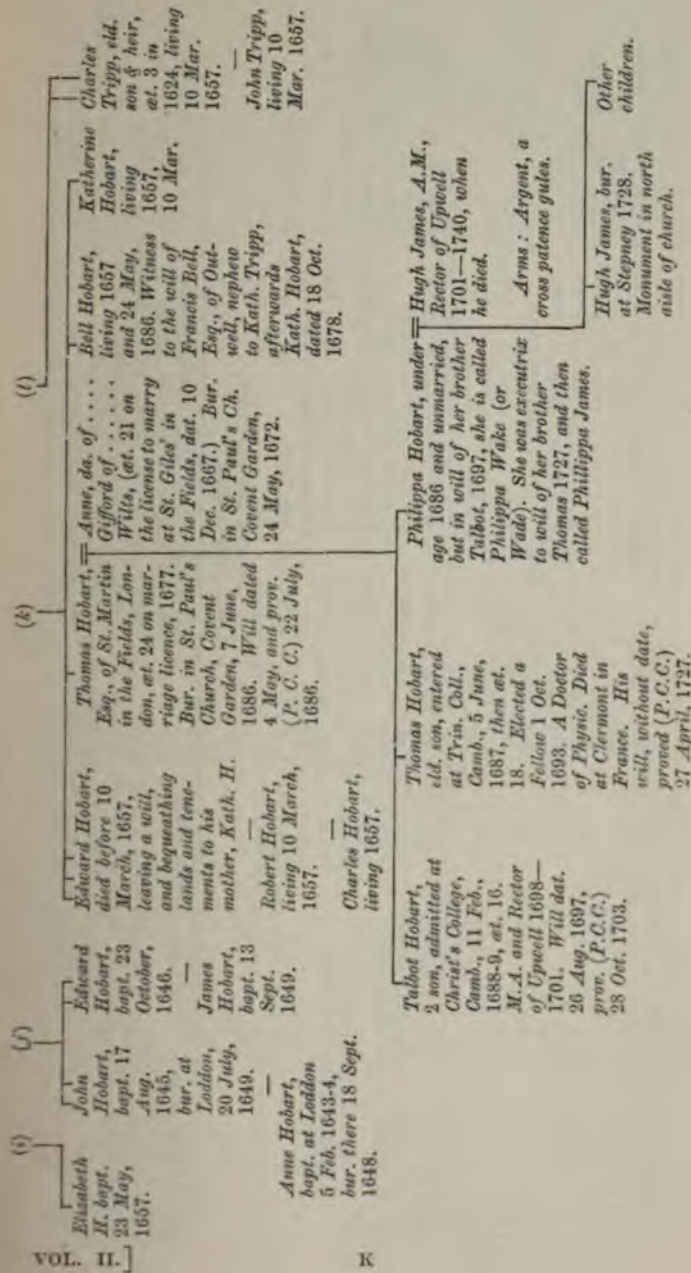 (i)
(j)
(k)
(l)
Elizabeth
H. bapt.
23 May,
1657.
John
Hobart,
bapt. 17
Aug.
1645,
bur. at
Loddon,
20 July,
1649.
—
Anne Hobart,
bapt. at Loddon
5 Feb. 1643-4,
bur. there 18 Sept.
1648.
Edward
Hobart,
bapt. 23
October,
1646.
—
James
Hobart,
bapt. 13
Sept.
1649.
Edward Hobart,
died before 10
March, 1657,
leaving a will,
and bequeathing
lands and tene-
ments to his
mother, Kath. H.
—
Robert Hobart,
living 10 March,
1657.
—
Charles Hobart,
living 1657.
Thomas Hobart, =
Esq., of St. Martin
in the Fields, Lon-
don, æt. 24 on mar-
riage licence, 1677.
Bur. in St. Paul's
Church, Covent
Garden, 7 June,
1686. Will dated
4 May, and prov.
(P. C. C.) 22 July,
1686.
Anne, da. of ....
Gifford of ......
Wilts, (æt. 21 on
the license to marry
at St. Giles' in
the Fields, dat. 10
Dec. 1667.) Bur.
in St. Paul's Ch.
Covent Garden,
24 May, 1672.
Bell Hobart,
living 1657
and 24 May,
1686. Witness
to the will of
Francis Bell,
Esq., of Out-
well, nephew
to Kath. Tripp,
afterwards
Kath. Hobart,
dated 18 Oct.
1678.
Katherine
Hobart,
living
1657,
10 Mar.
Charles
Tripp, eld.
son & heir,
æt. 3 in
1624, living
10 Mar.
1657.
—
John Tripp,
living 10
Mar. 1657.
Talbot Hobart,
2 son, admitted at
Christ's College,
Camb., 11 Feb.,
1688-9, æt. 16.
M.A. and Rector
of Upwell 1698—
1701. Will dat.
26 Aug. 1697,
prov. (P.C.C.)
28 Oct. 1703.
Thomas Hobart,
eld. son, entered
at Trin. Coll.,
Camb., 5 June,
1687, then æt.
18. Elected a
Fellow 1 Oct.
1693. A Doctor
of Physic. Died
at Clermont in
France. His
will, without date,
proved (P.C.C.)
27 April, 1727.
Philippa Hobart, under =
age 1686 and unmarried,
but in will of her brother
Talbot, 1697, she is called
Philippa Wake (or
Wade). She was executrix
to will of her brother
Thomas 1727, and then
called Phillippa James.
Hugh James, A.M.,
Rector of Upwell
1701—1740, when
he died.
Arms : Argent, a
cross patence gules.
Hugh James, bur.
at Stepney 1728.
Monument in north
aisle of church.
Other
children.
VOL. II.]
K